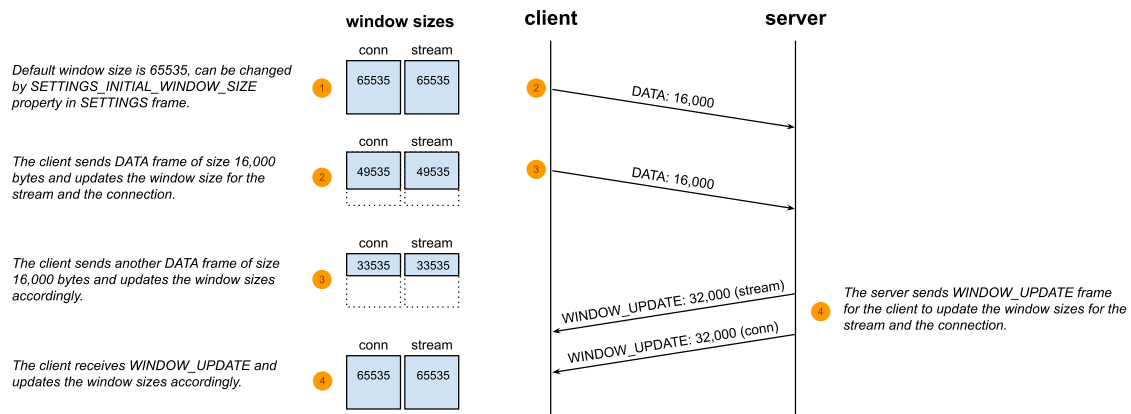 window sizes
client
server
conn
stream
Default window size is 65535, can be changed
by SETTINGS_INITIAL_WINDOW_SIZE
property in SETTINGS frame.
1
65535
65535
2
DATA: 16,000
conn
stream
The client sends DATA frame of size 16,000
bytes and updates the window size for the
stream and the connection.
2
49535
49535
3
DATA: 16,000
conn
stream
The client sends another DATA frame of size
16,000 bytes and updates the window sizes
accordingly.
3
33535
33535
WINDOW_UPDATE: 32,000 (stream)
WINDOW_UPDATE: 32,000 (conn)
4
The server sends WINDOW_UPDATE frame
for the client to update the window sizes for the
stream and the connection.
conn
stream
The client receives WINDOW_UPDATE and
updates the window sizes accordingly.
4
65535
65535